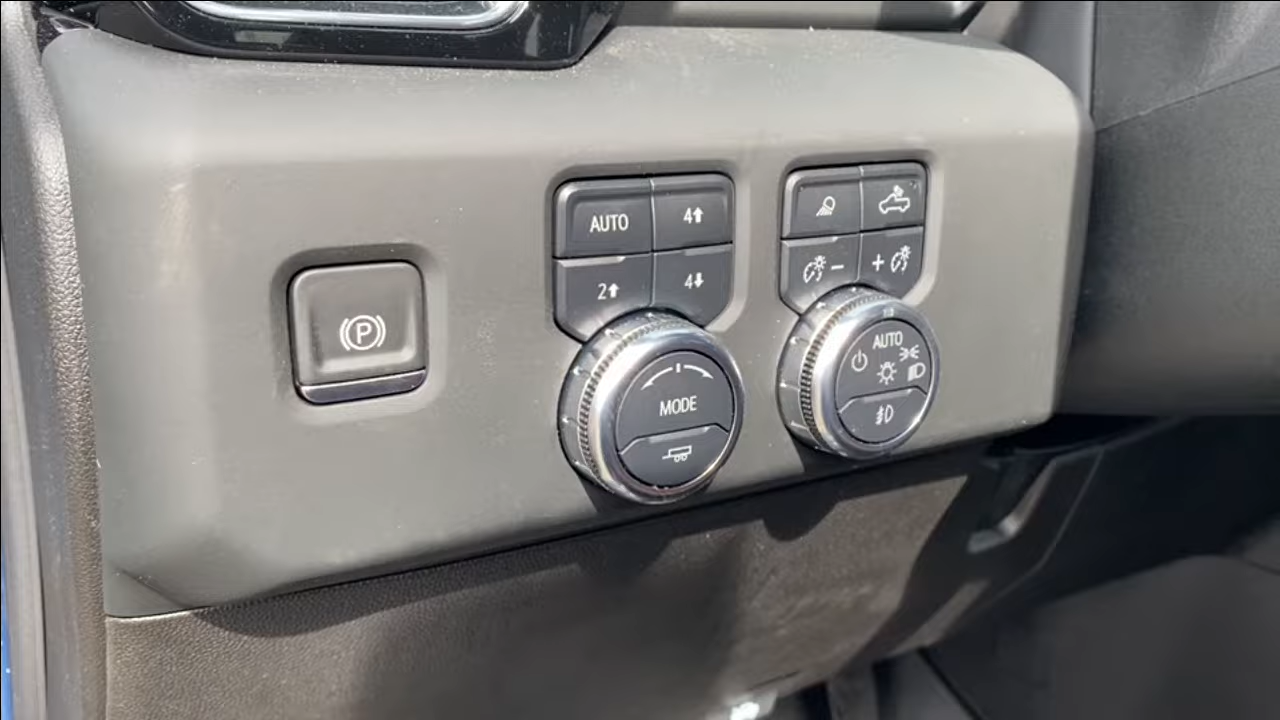 AUTO 4↑
2↑ 4↓
P
MODE
− +
AUTO